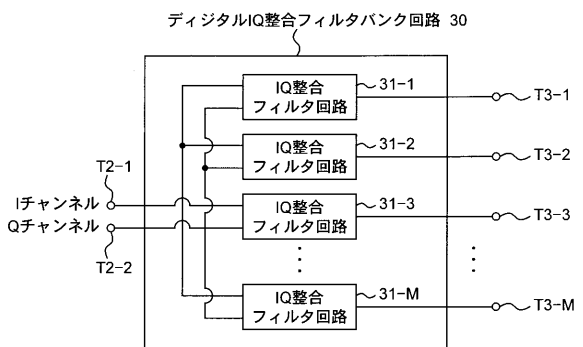 ディジタルIQ整合フィルタバンク回路 30
IQ整合
フィルタ回路
31-1
T3-1
IQ整合
フィルタ回路
31-2
T3-2
T2-1
Iチャンネル
Qチャンネル
T2-2
IQ整合
フィルタ回路
31-3
T3-3
IQ整合
フィルタ回路
31-M
T3-M